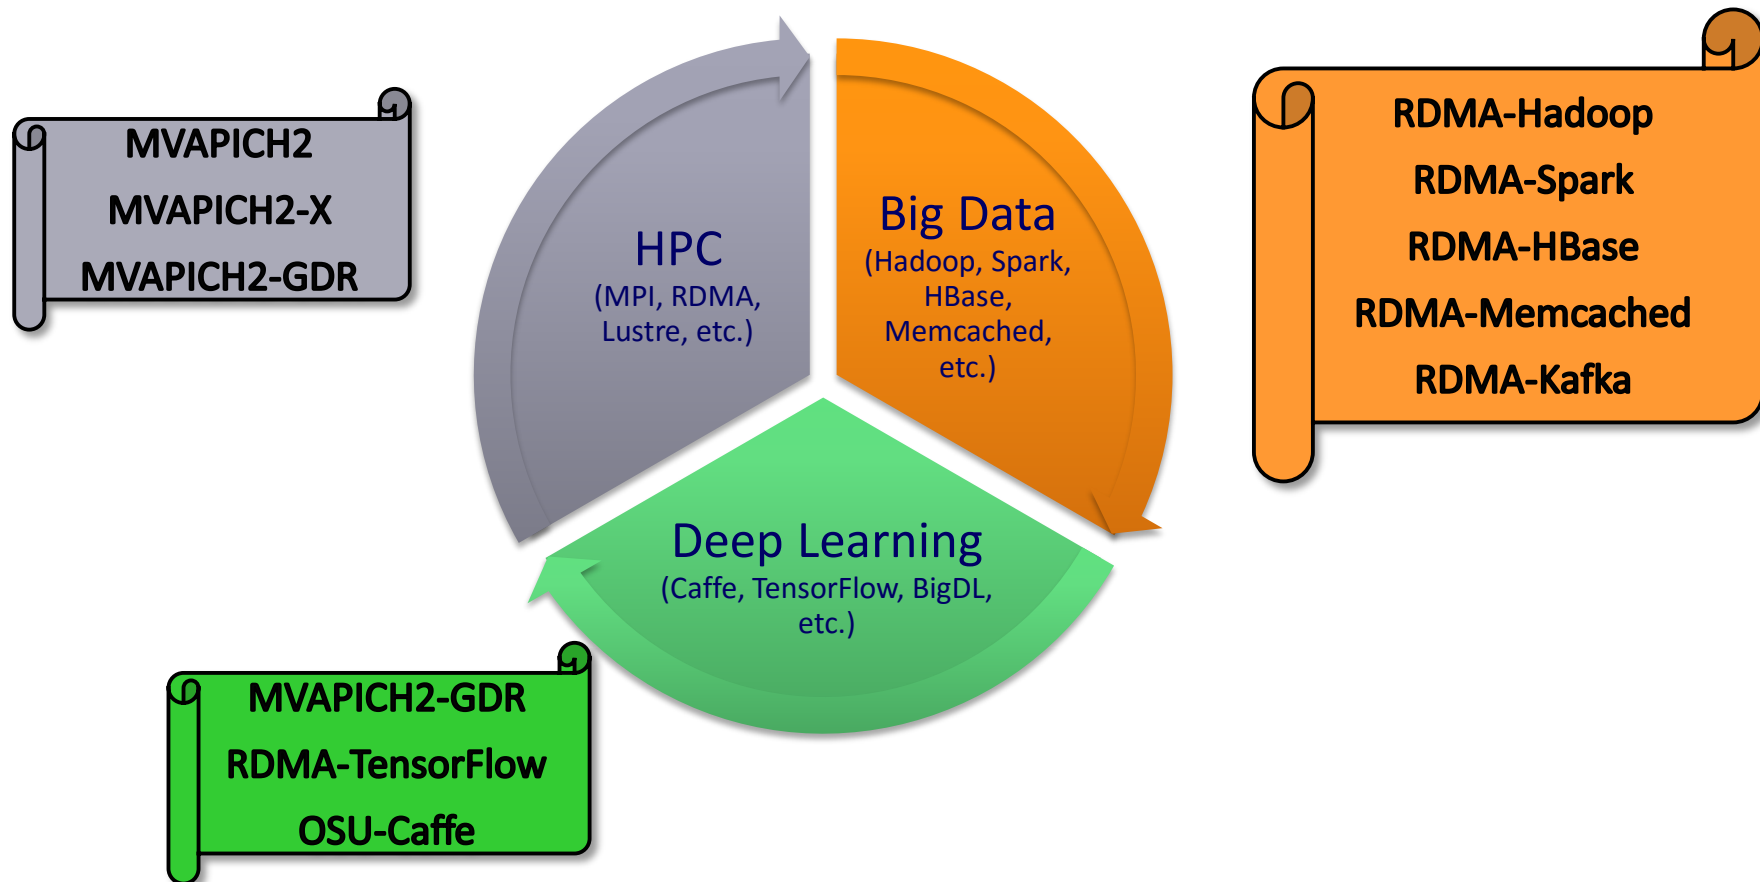 MVAPICH2
MVAPICH2-X
MVAPICH2-GDR
HPC
(MPI, RDMA,
Lustre, etc.)
Big Data
(Hadoop, Spark,
HBase,
Memcached,
etc.)
RDMA-Hadoop
RDMA-Spark
RDMA-HBase
RDMA-Memcached
RDMA-Kafka
Deep Learning
(Caffe, TensorFlow, BigDL,
etc.)
MVAPICH2-GDR
RDMA-TensorFlow
OSU-Caffe